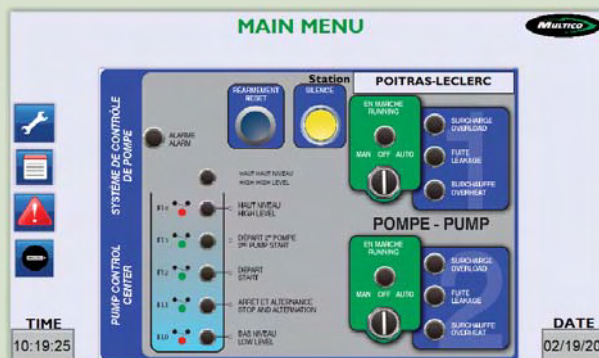 MAIN MENU
MULTICO
Station
POITRAS-LECLERC
RÉARMEMENT
RESET
SILENCE
SYSTÈME DE CONTRÔLE
DE POMPE
ALARME
ALARM
HAUT HAUT NIVEAU
HIGH HIGH LEVEL
HAUT NIVEAU
HIGH LEVEL
DÉPART 2e POMPE
2ND PUMP START
DÉPART
START
ARRÊT ET ALTERNANCE
STOP AND ALTERNATION
BAS NIVEAU
LOW LEVEL
PUMP CONTROL
CENTER
EN MARCHE
RUNNING
MAN OFF AUTO
1
SURCHARGE
OVERLOAD
FUITE
LEAKAGE
SURCHAUFFE
OVERHEAT
POMPE - PUMP
EN MARCHE
RUNNING
MAN OFF AUTO
2
SURCHARGE
OVERLOAD
FUITE
LEAKAGE
SURCHAUFFE
OVERHEAT
TIME
10:19:25
DATE
02/19/20